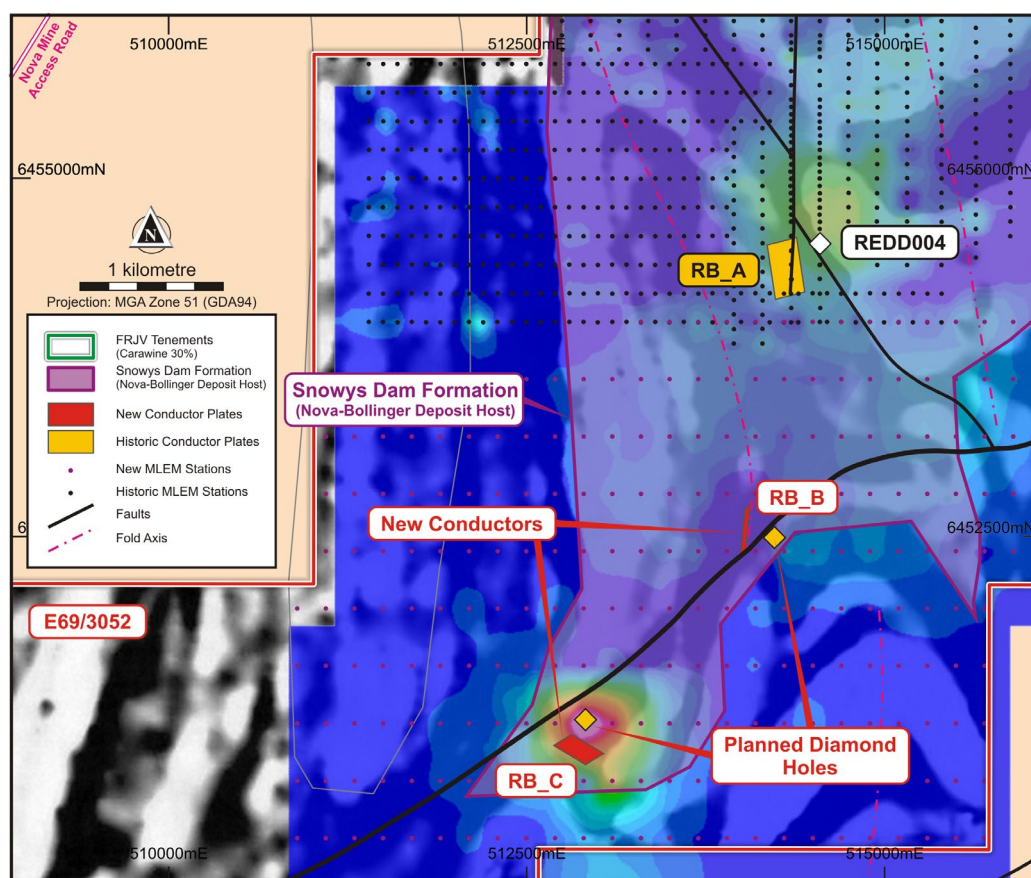 510000mE
512500mE
515000mE
Nova Mine
Access Road
6455000mN
6455000mN
N
1 kilometre
Projection: MGA Zone 51 (GDA94)
REDD004
RB_A
FRJV Tenements
(Carawine 30%)
Snowys Dam Formation
(Nova-Bollinger Deposit Host)
New Conductor Plates
Historic Conductor Plates
New MLEM Stations
Historic MLEM Stations
Faults
Fold Axis
Snowys Dam Formation
(Nova-Bollinger Deposit Host)
RB_B
New Conductors
6
6452500mN
E69/3052
Planned Diamond
Holes
RB_C
510000mE
512500mE
515000mE